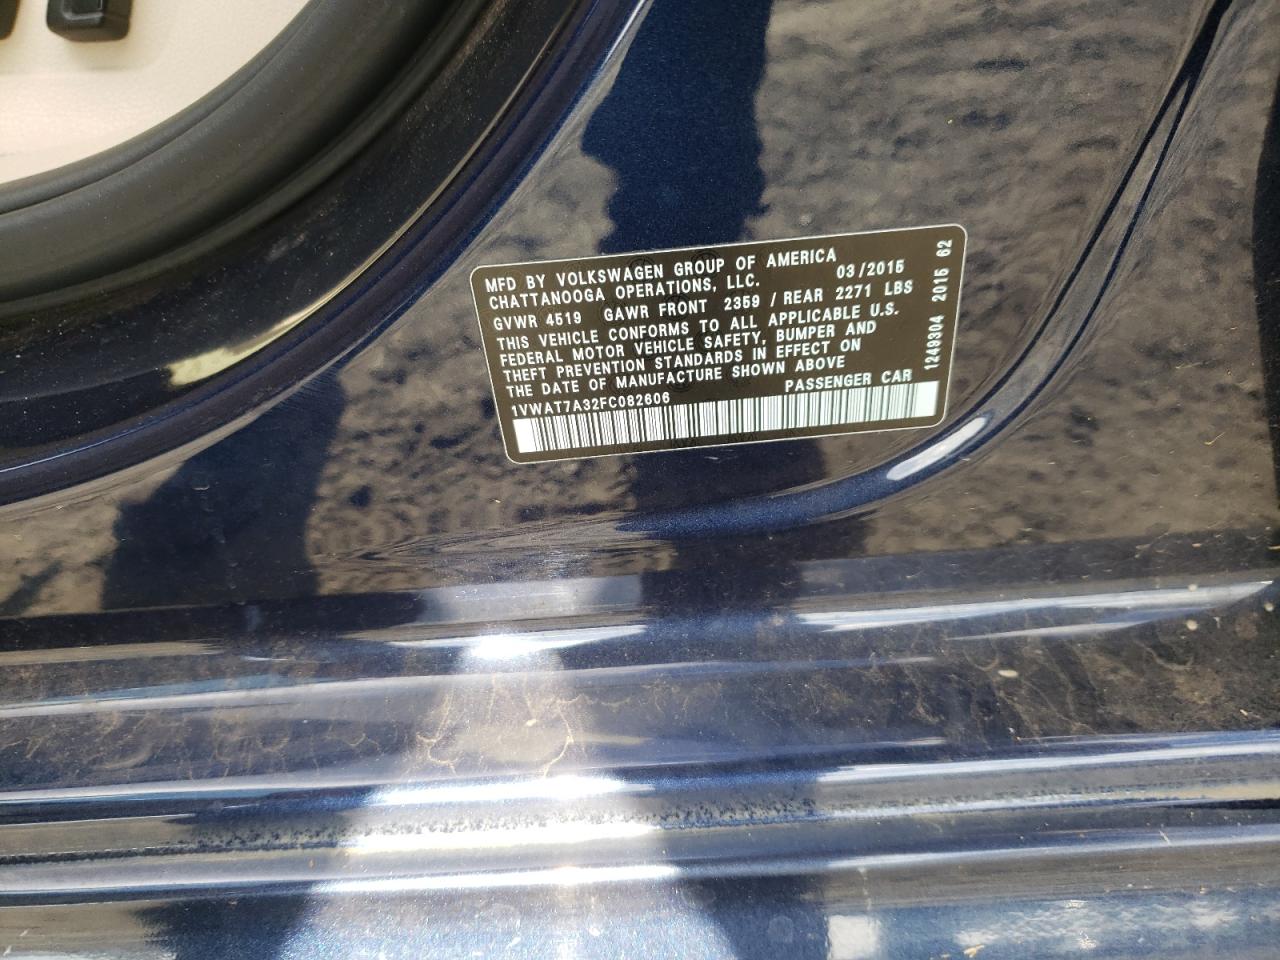 MFD BY VOLKSWAGEN GROUP OF AMERICA
CHATTANOOGA OPERATIONS, LLC. 03/2015
GVWR 4519 GAWR FRONT 2359 / REAR 2271 LBS
THIS VEHICLE CONFORMS TO ALL APPLICABLE U.S.
FEDERAL MOTOR VEHICLE SAFETY, BUMPER AND
THEFT PREVENTION STANDARDS IN EFFECT ON
THE DATE OF MANUFACTURE SHOWN ABOVE
1VWAT7A32FC082606 PASSENGER CAR
1249304 2015 62